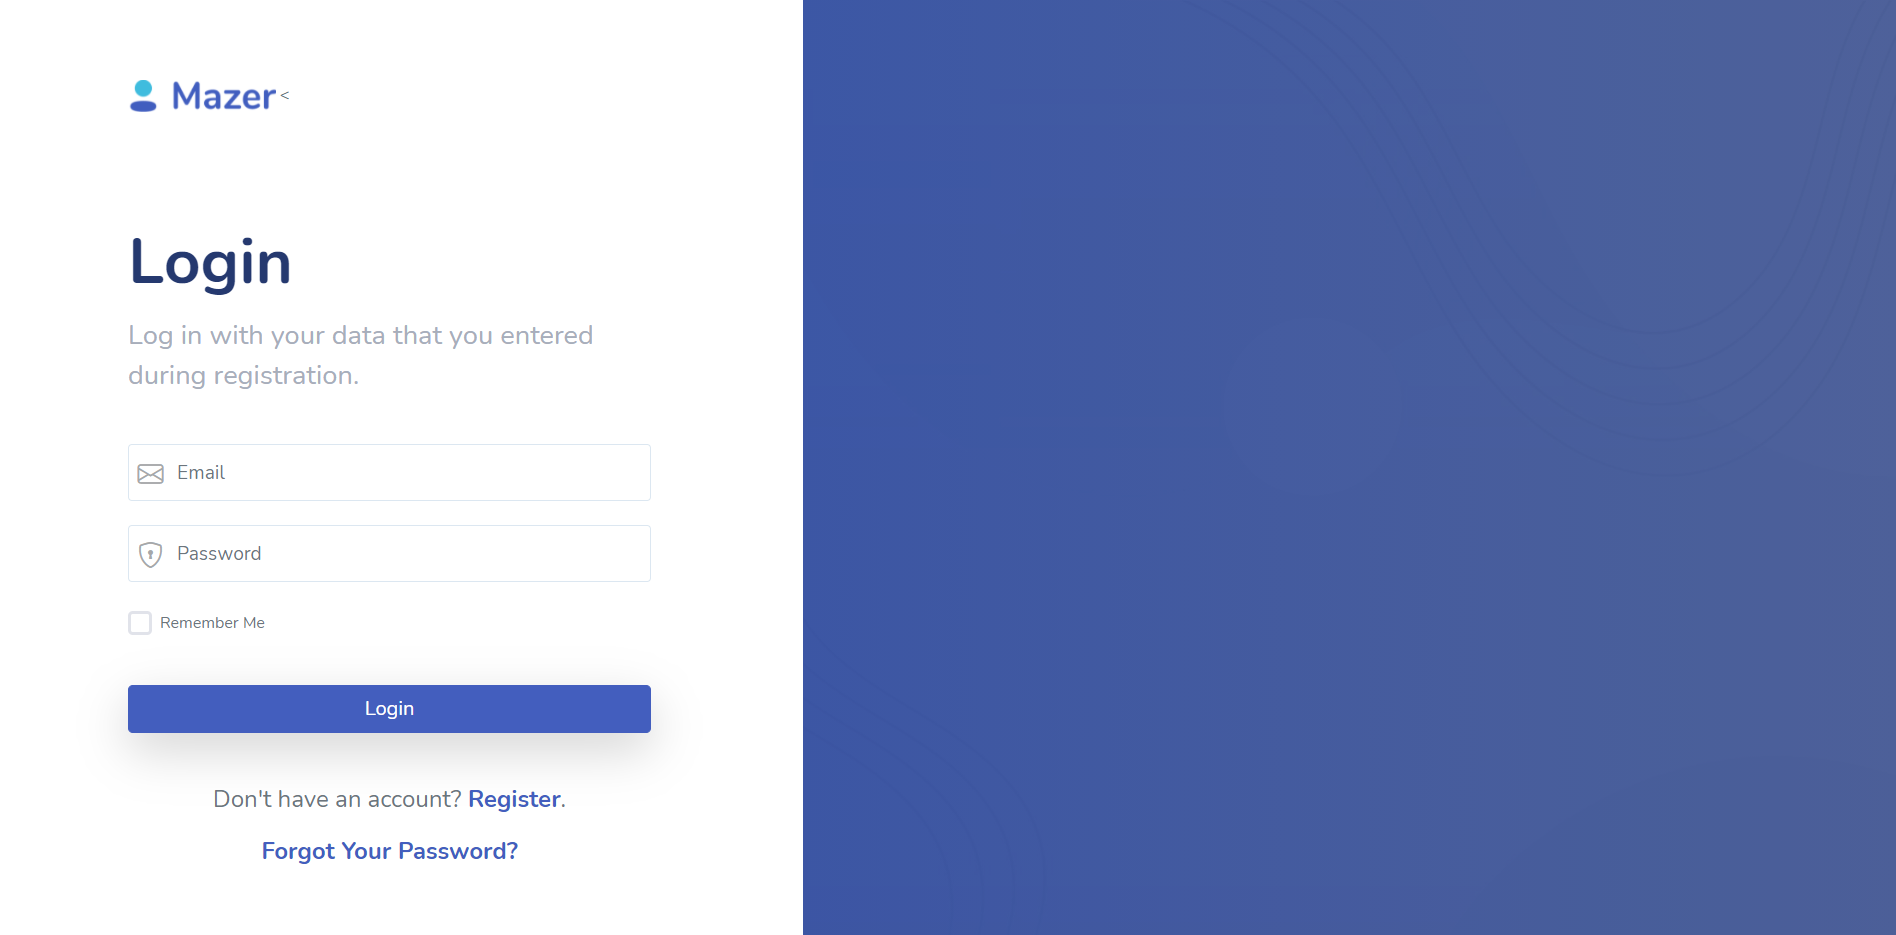 Mazer <
Login
Log in with your data that you entered
during registration.
Email
Password
Remember Me
Login
Don't have an account? Register.
Forgot Your Password?